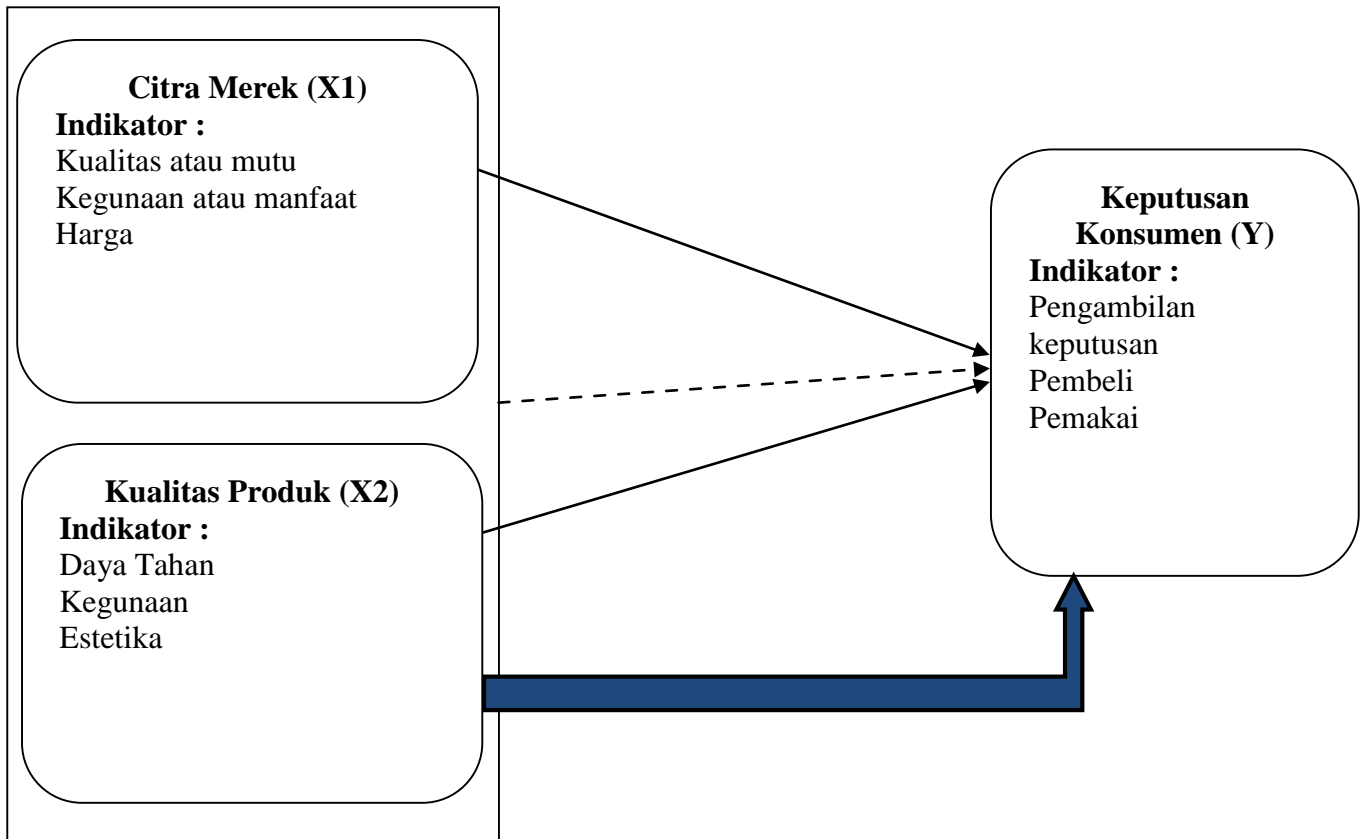 Citra Merek (X1)
Indikator :
Kualitas atau mutu
Kegunaan atau manfaat
Harga
Kualitas Produk (X2)
Indikator :
Daya Tahan
Kegunaan
Estetika
Keputusan
Konsumen (Y)
Indikator :
Pengambilan
keputusan
Pembeli
Pemakai